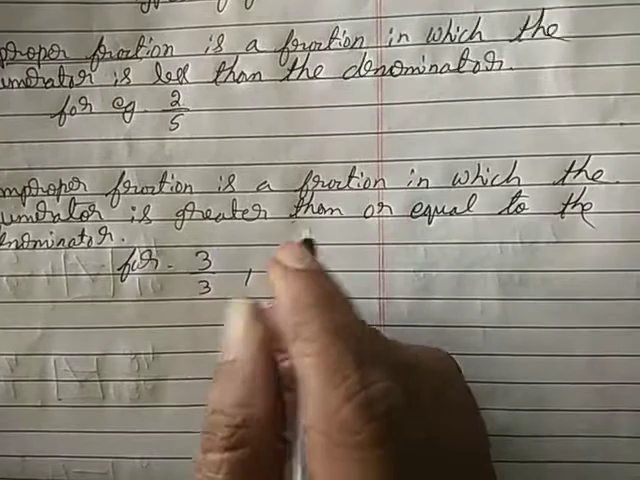 proper fraction is a fraction in which the
umerator is less than the denominator.
for eg. 2/5
mproper fraction is a fraction in which the
umerator is greater than or equal to the
enominator.
for. 3/3 ,